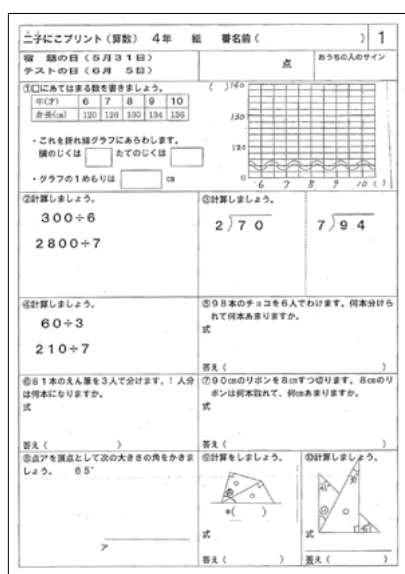 二子にこプリント（算数） 4年 組 番名前（ ） 1
宿題の日（5月31日）
テストの日（6月 5日）
点
おうちの人のサイン
①□にあてはまる数を書きましょう。
年(才) 6 7 8 9 10
身長(cm) 120 126 130 134 136
・これを折れ線グラフにあらわします。
横のじくは □ たてのじくは □
・グラフの1めもりは □ cm
( ) 140
130
120
0
6 7 8 9 10 ( )
②計算しましょう。
300÷6
2800÷7
③計算しましょう。
2)70 7)94
④計算しましょう。
60÷3
210÷7
⑤98本のチョコを6人でわけます。何本分けら
れて何本あまりますか。
式
答え（ ）
⑥81本のえん筆を3人で分けます。1人分
は何本になりますか。
式
答え（ ）
⑦90cmのリボンを8cmずつ切ります。8cmのリ
ボンは何本取れて、何cmあまりますか。
式
答え（ ）
⑧点アを頂点として次の大きさの角をかきま
しょう。 65°
ア
⑨計算をしましょう。
( )
式
答え（ ）
⑩計算しましょう。
45°
30
45°
式
答え（ ）